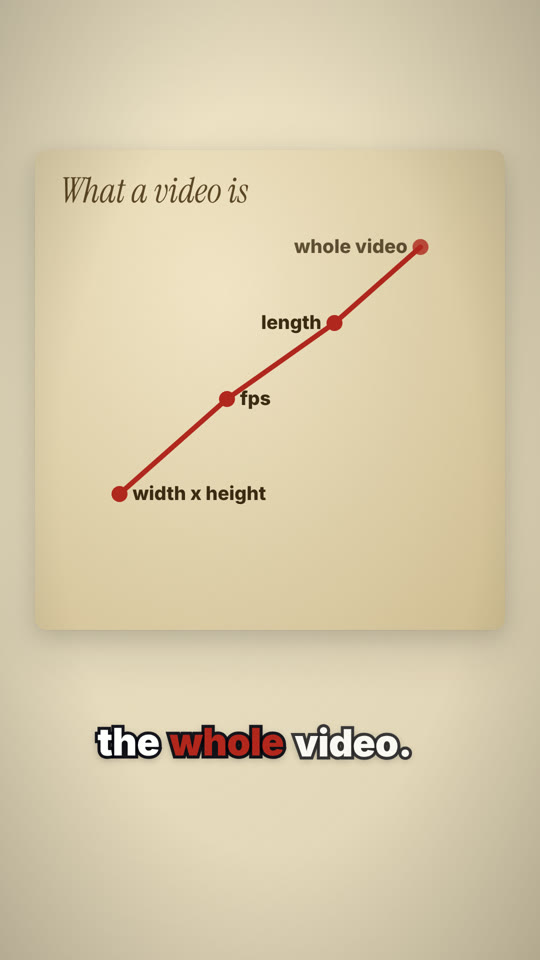 What a video is
whole video
length
fps
width x height
the whole video.